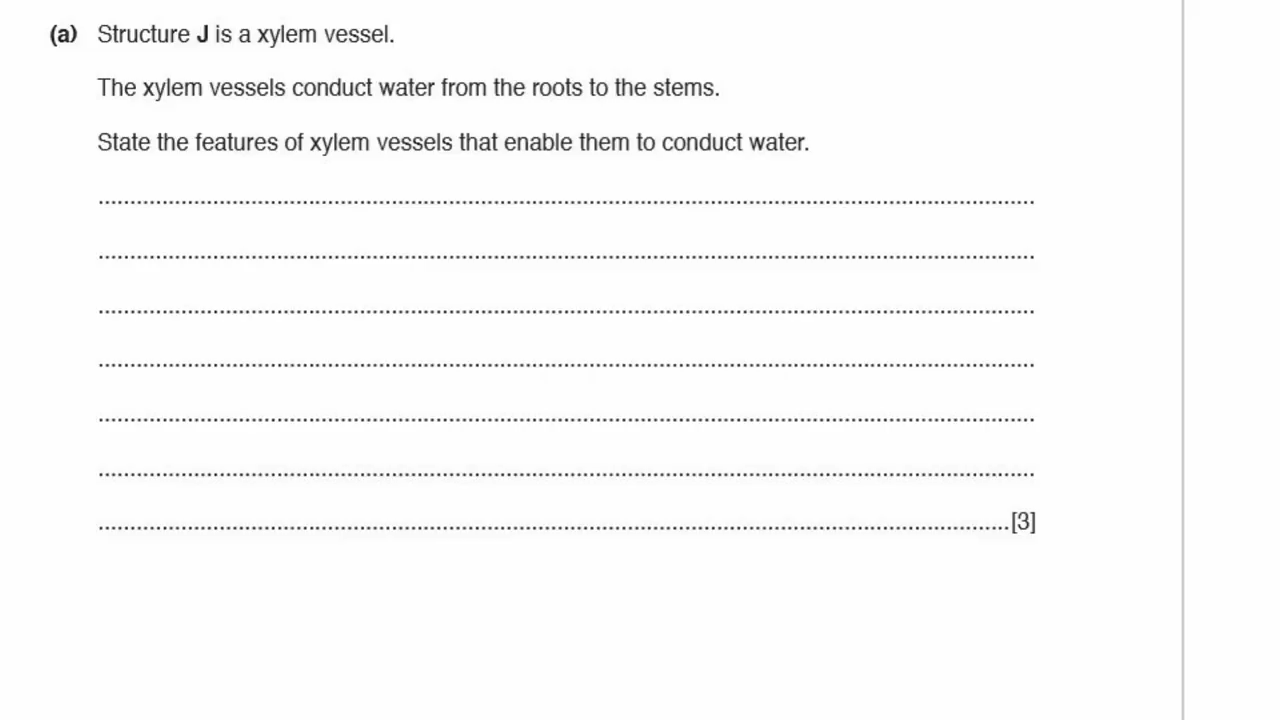 (a) Structure J is a xylem vessel.
The xylem vessels conduct water from the roots to the stems.
State the features of xylem vessels that enable them to conduct water.
....................................................................................................................................................
....................................................................................................................................................
....................................................................................................................................................
....................................................................................................................................................
....................................................................................................................................................
....................................................................................................................................................
................................................................................................................................................[3]